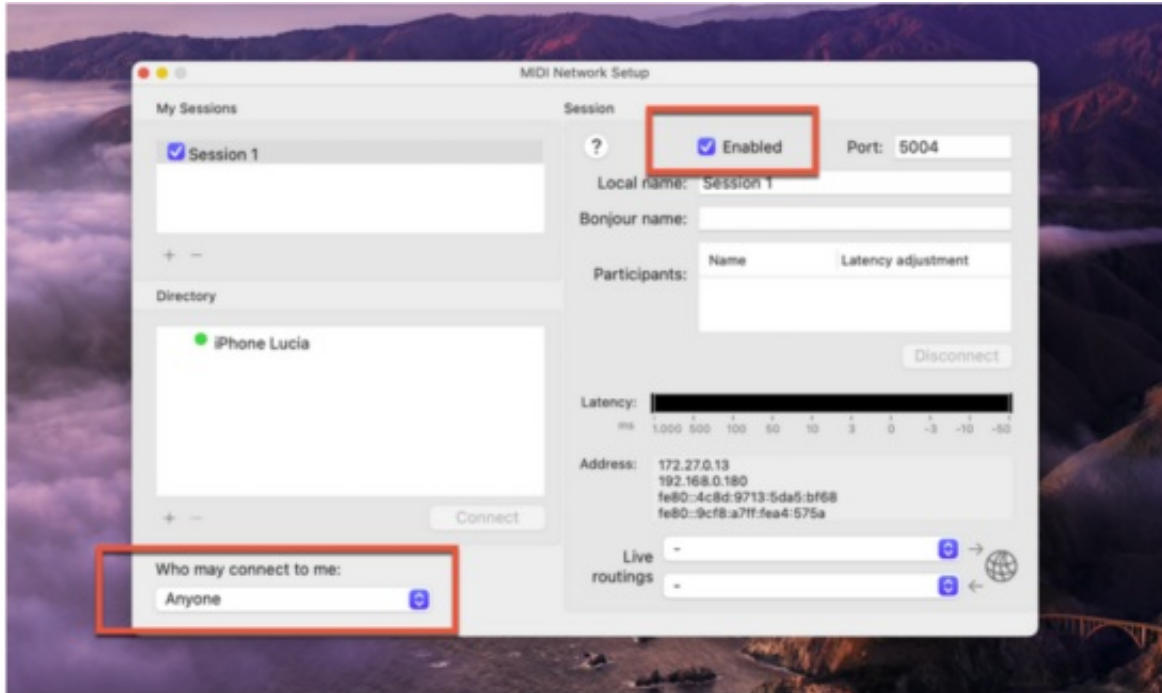 MIDI Network Setup
My Sessions
Session 1
+ −
Directory
iPhone Lucia
+ −
Connect
Who may connect to me:
Anyone
Session
?
Enabled
Port: 5004
Local name: Session 1
Bonjour name:
Participants:
Name Latency adjustment
Disconnect
Latency:
ms 1.000 500 100 50 10 3 0 -3 -10 -50
Address: 172.27.0.13
192.168.0.180
fe80::4c8d:9713:5da5:bf68
fe80::9cf8:a7ff:fea4:575a
Live
routings
-
-